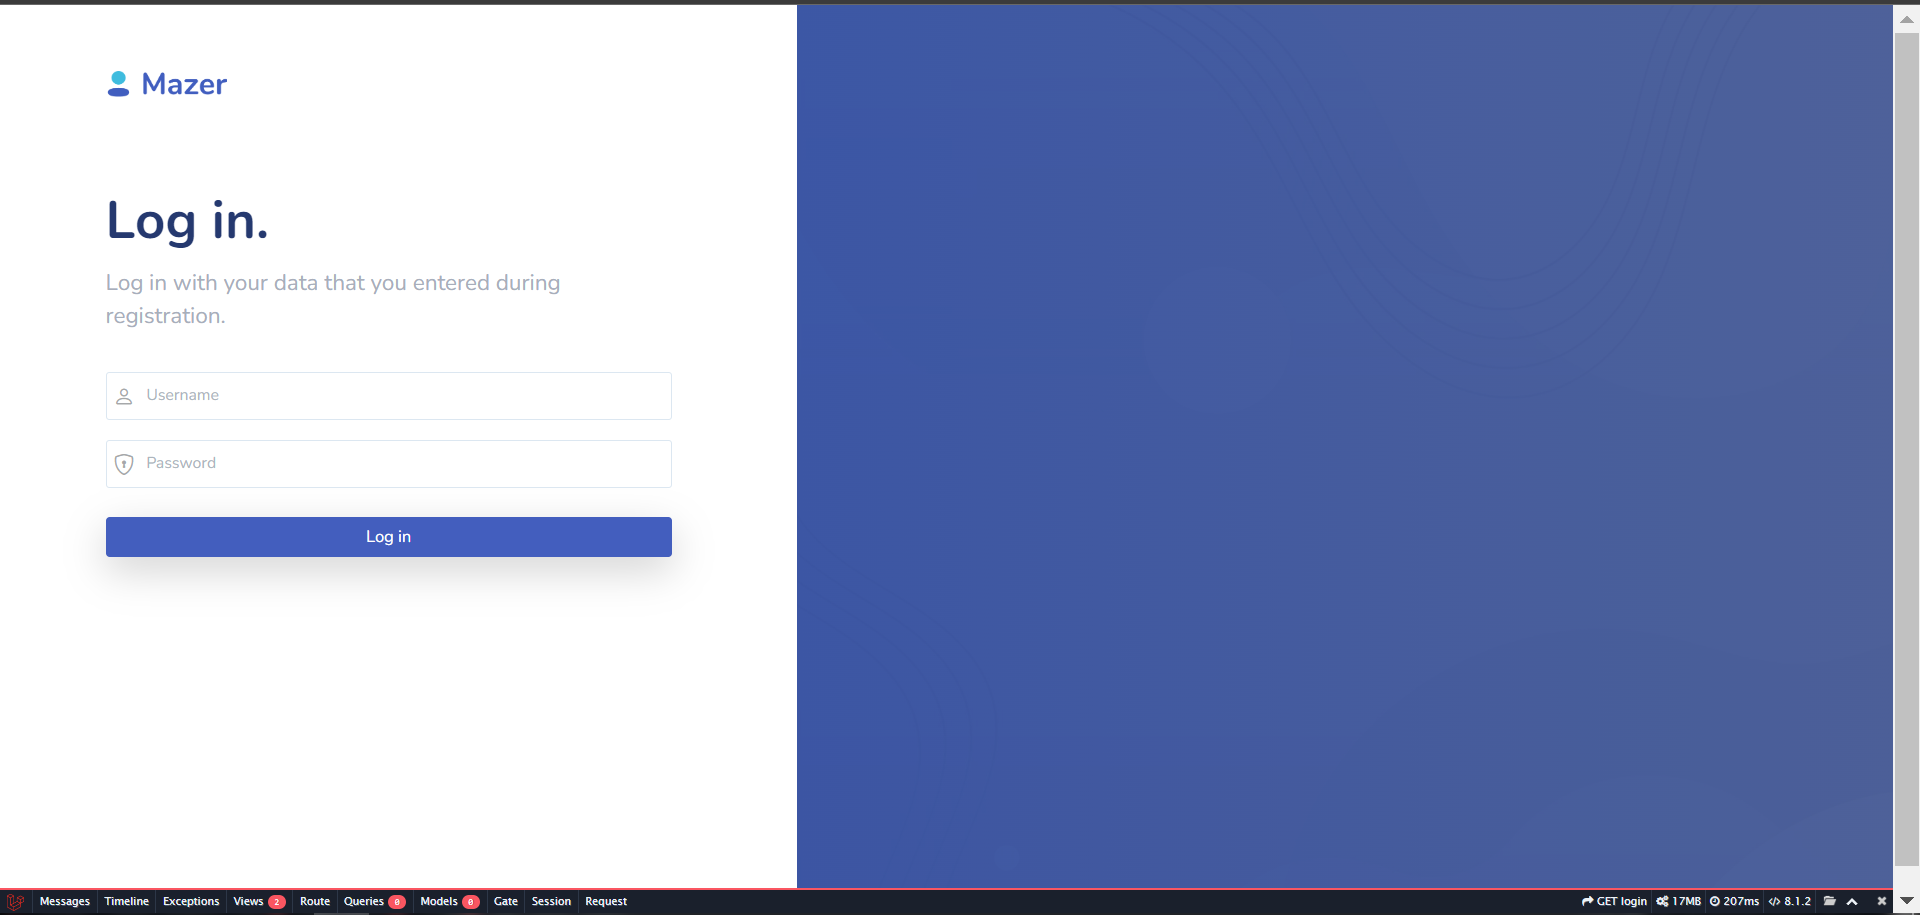 Mazer
Log in.
Log in with your data that you entered during
registration.
Username
Password
Log in
Messages Timeline Exceptions Views 2 Route Queries 0 Models 0 Gate Session Request GET login 17MB 207ms 8.1.2